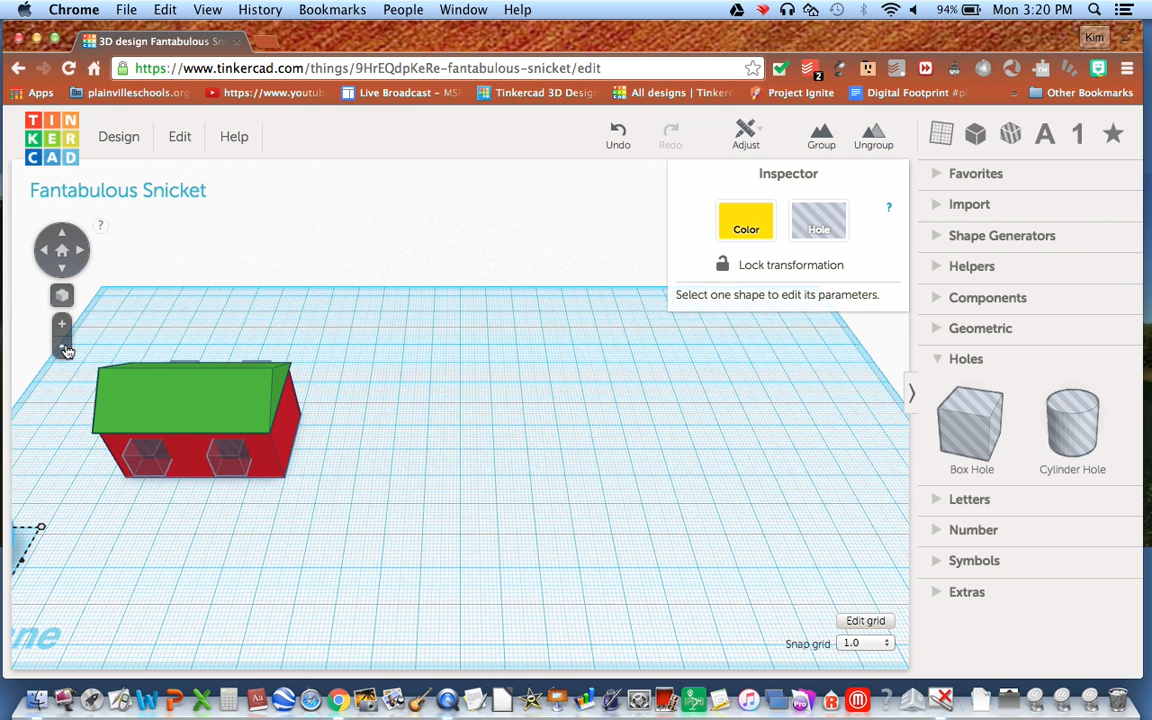 Chrome File Edit View History Bookmarks People Window Help 94% Mon 3:20 PM
3D design Fantabulous Sni Kim
https://www.tinkercad.com/things/9HrEQdpKeRe-fantabulous-snicket/edit 2
Apps plainvilleschools.org https://www.youtub Live Broadcast - MS Tinkercad 3D Design All designs | Tinkerc Project Ignite Digital Footprint #pl » Other Bookmarks
TIN
KER
CAD
Design Edit Help Undo Redo Adjust Group Ungroup A 1
Fantabulous Snicket
?
Inspector
Color Hole ?
Lock transformation
Select one shape to edit its parameters.
Favorites
Import
Shape Generators
Helpers
Components
Geometric
Holes
Box Hole Cylinder Hole
Letters
Number
Symbols
Extras
ne
Edit grid
Snap grid 1.0